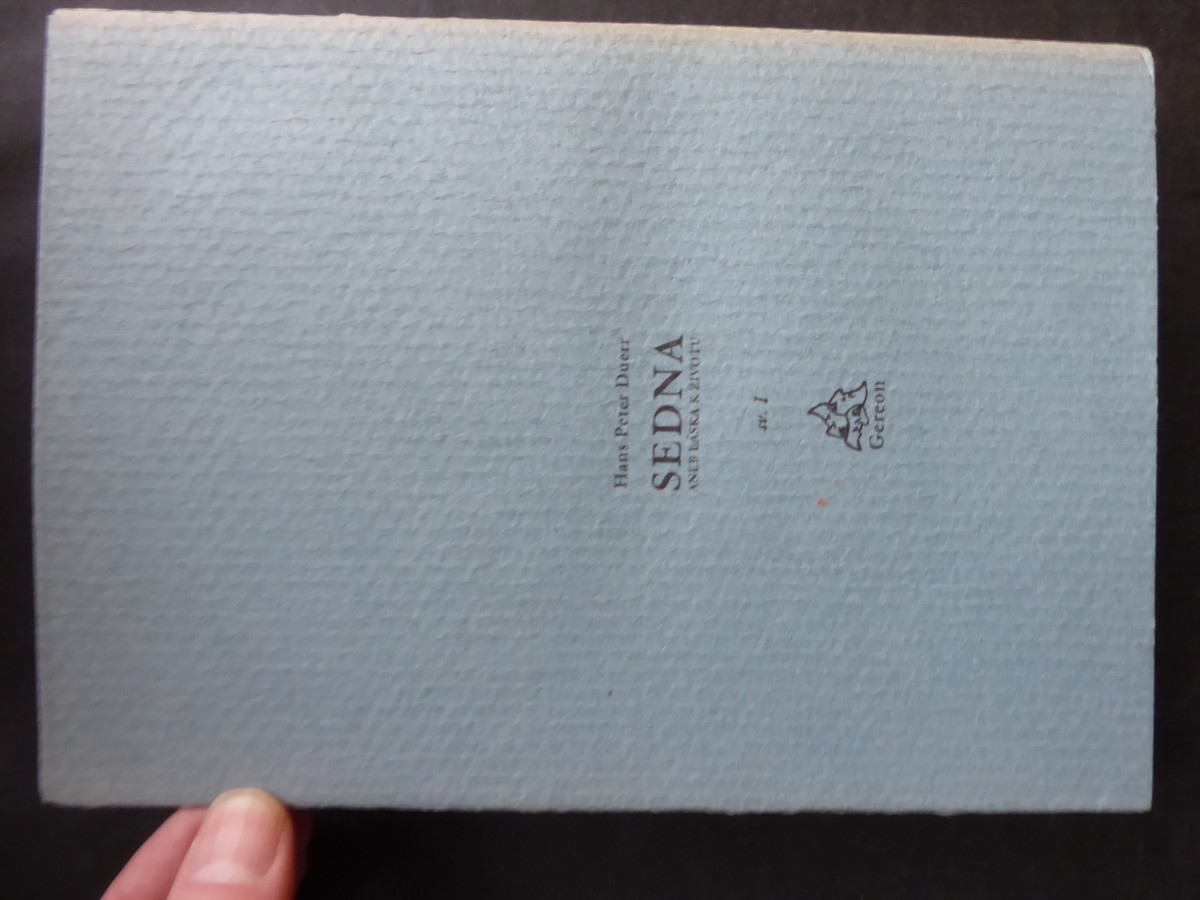 Hans Peter Duerr
SEDNA
ANEB LÁSKA K ŽIVOTU
sv. 1
Gereon